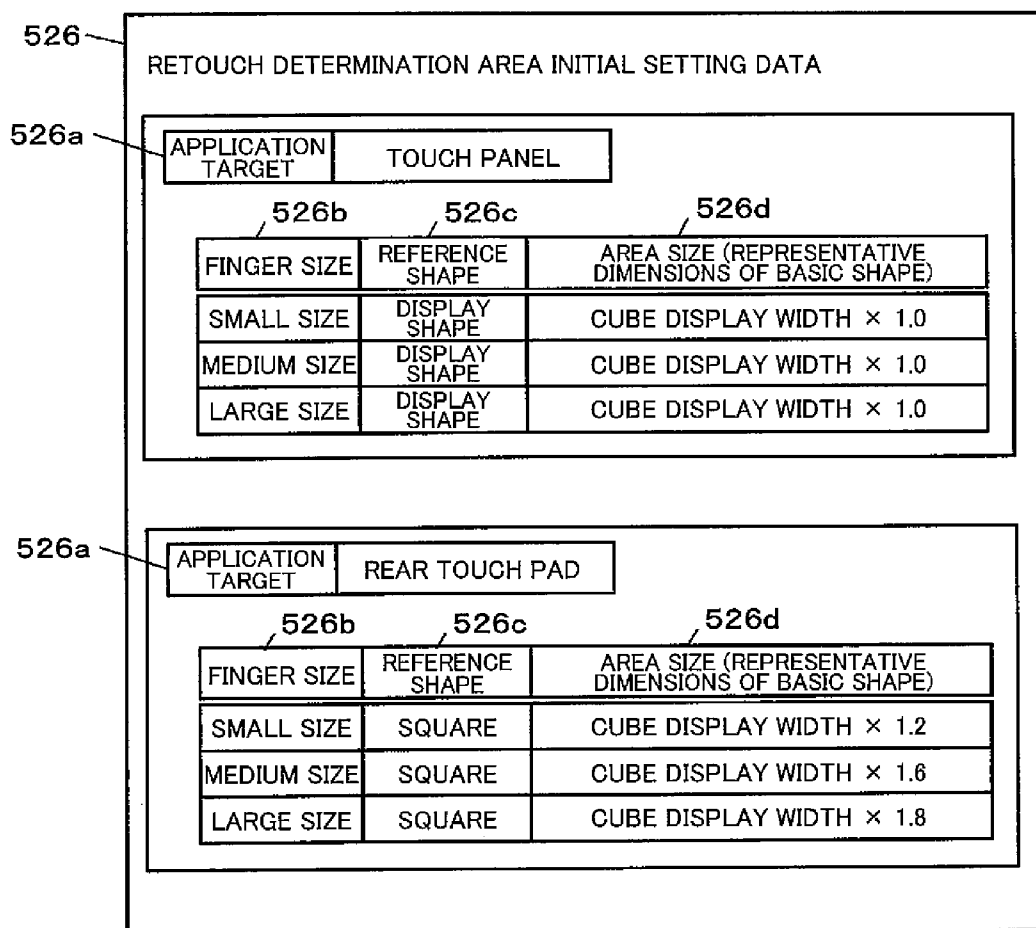 526
RETOUCH DETERMINATION AREA INITIAL SETTING DATA
526a
APPLICATION TARGET TOUCH PANEL
526b 526c 526d
FINGER SIZE REFERENCE SHAPE AREA SIZE (REPRESENTATIVE DIMENSIONS OF BASIC SHAPE)
SMALL SIZE DISPLAY SHAPE CUBE DISPLAY WIDTH × 1.0
MEDIUM SIZE DISPLAY SHAPE CUBE DISPLAY WIDTH × 1.0
LARGE SIZE DISPLAY SHAPE CUBE DISPLAY WIDTH × 1.0
526a
APPLICATION TARGET REAR TOUCH PAD
526b 526c 526d
FINGER SIZE REFERENCE SHAPE AREA SIZE (REPRESENTATIVE DIMENSIONS OF BASIC SHAPE)
SMALL SIZE SQUARE CUBE DISPLAY WIDTH × 1.2
MEDIUM SIZE SQUARE CUBE DISPLAY WIDTH × 1.6
LARGE SIZE SQUARE CUBE DISPLAY WIDTH × 1.8